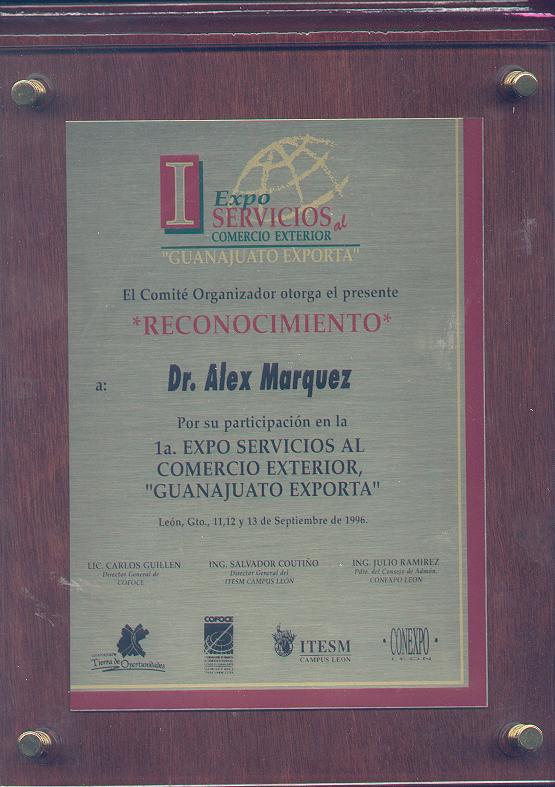 I Expo
SERVICIOS al
COMERCIO EXTERIOR
"GUANAJUATO EXPORTA"
El Comité Organizador otorga el presente
*RECONOCIMIENTO*
a: Dr. Alex Marquez
Por su participación en la
1a. EXPO SERVICIOS AL
COMERCIO EXTERIOR,
"GUANAJUATO EXPORTA"
León, Gto., 11,12 y 13 de Septiembre de 1996.
LIC. CARLOS GUILLEN
Director General de
COFOCE
ING. SALVADOR COUTIÑO
Director General del
ITESM CAMPUS LEON
ING. JULIO RAMIREZ
Pdte. del Consejo de Admón.
CONEXPO LEON
Tierra de Oportunidades
COFOCE
ITESM
CAMPUS LEON
·CONEXPO·
LEON